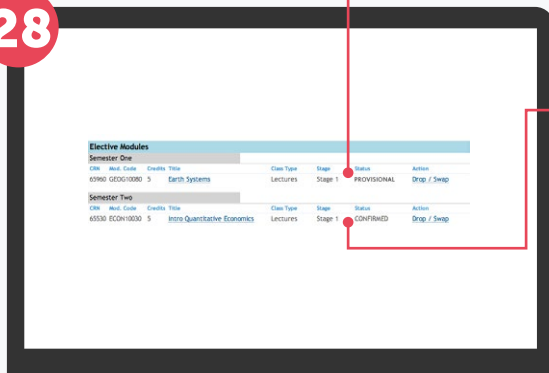 28
Elective Modules
Semester One
CRN Mod. Code Credits Title Class Type Stage Status Action
65960 GEOG10080 5 Earth Systems Lectures Stage 1 PROVISIONAL Drop / Swap
Semester Two
CRN Mod. Code Credits Title Class Type Stage Status Action
65530 ECON10030 5 Intro Quantitative Economics Lectures Stage 1 CONFIRMED Drop / Swap